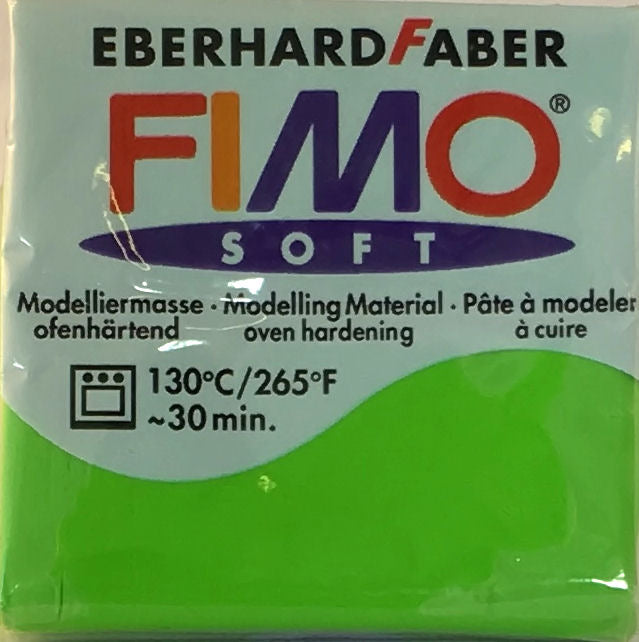 EBERHARDFABER
FIMO®
SOFT
Modelliermasse · Modelling Material · Pâte à modeler
ofenhärtend oven hardening à cuire
130°C/265°F
~30 min.